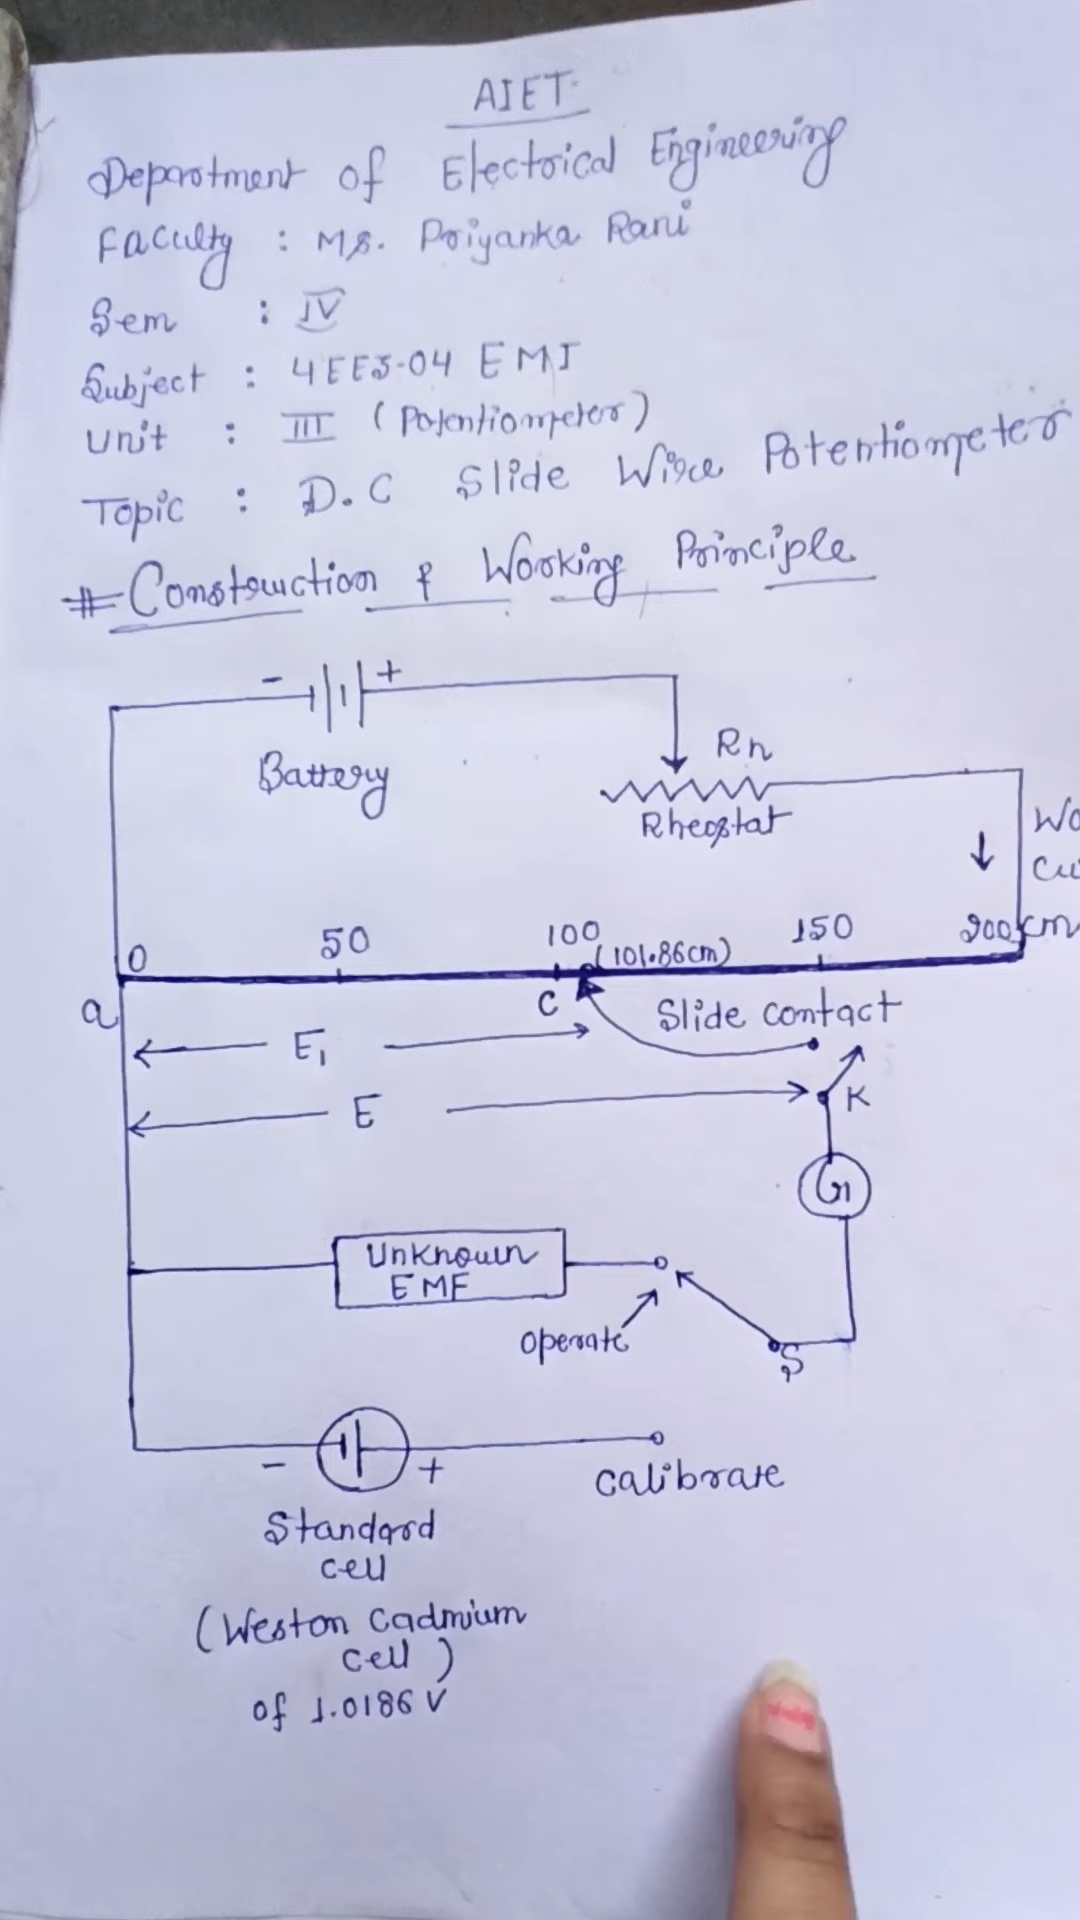 AIET
Department of Electrical Engineering
Faculty : Ms. Priyanka Rani
Sem : IV
Subject : 4EE3-04 EMI
Unit : III (Potentiometer)
Topic : D.C Slide Wire Potentiometer
# Construction & Working Principle
- +
Battery
Rh
Rheostat
Wo
Cu
0 50 100 150 200 cm
(101.86cm)
a
C
Slide contact
E1
E
K
G
Unknown
EMF
Operate
S
- +
Calibrate
Standard
cell
(Weston Cadmium
cell)
of 1.0186 V